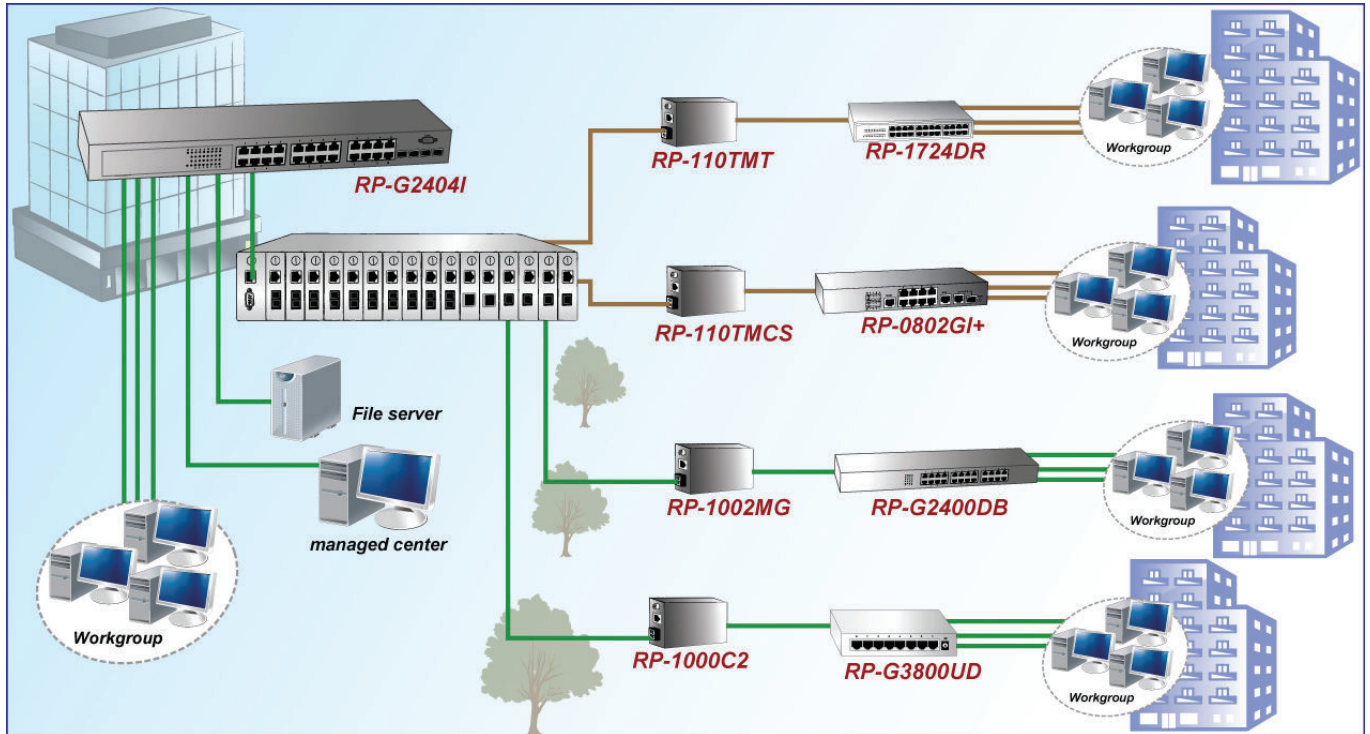 RP-G2404I
RP-110TMT
RP-1724DR
Workgroup
RP-110TMCS
RP-0802GI+
Workgroup
File server
managed center
Workgroup
RP-1002MG
RP-G2400DB
Workgroup
RP-1000C2
RP-G3800UD
Workgroup